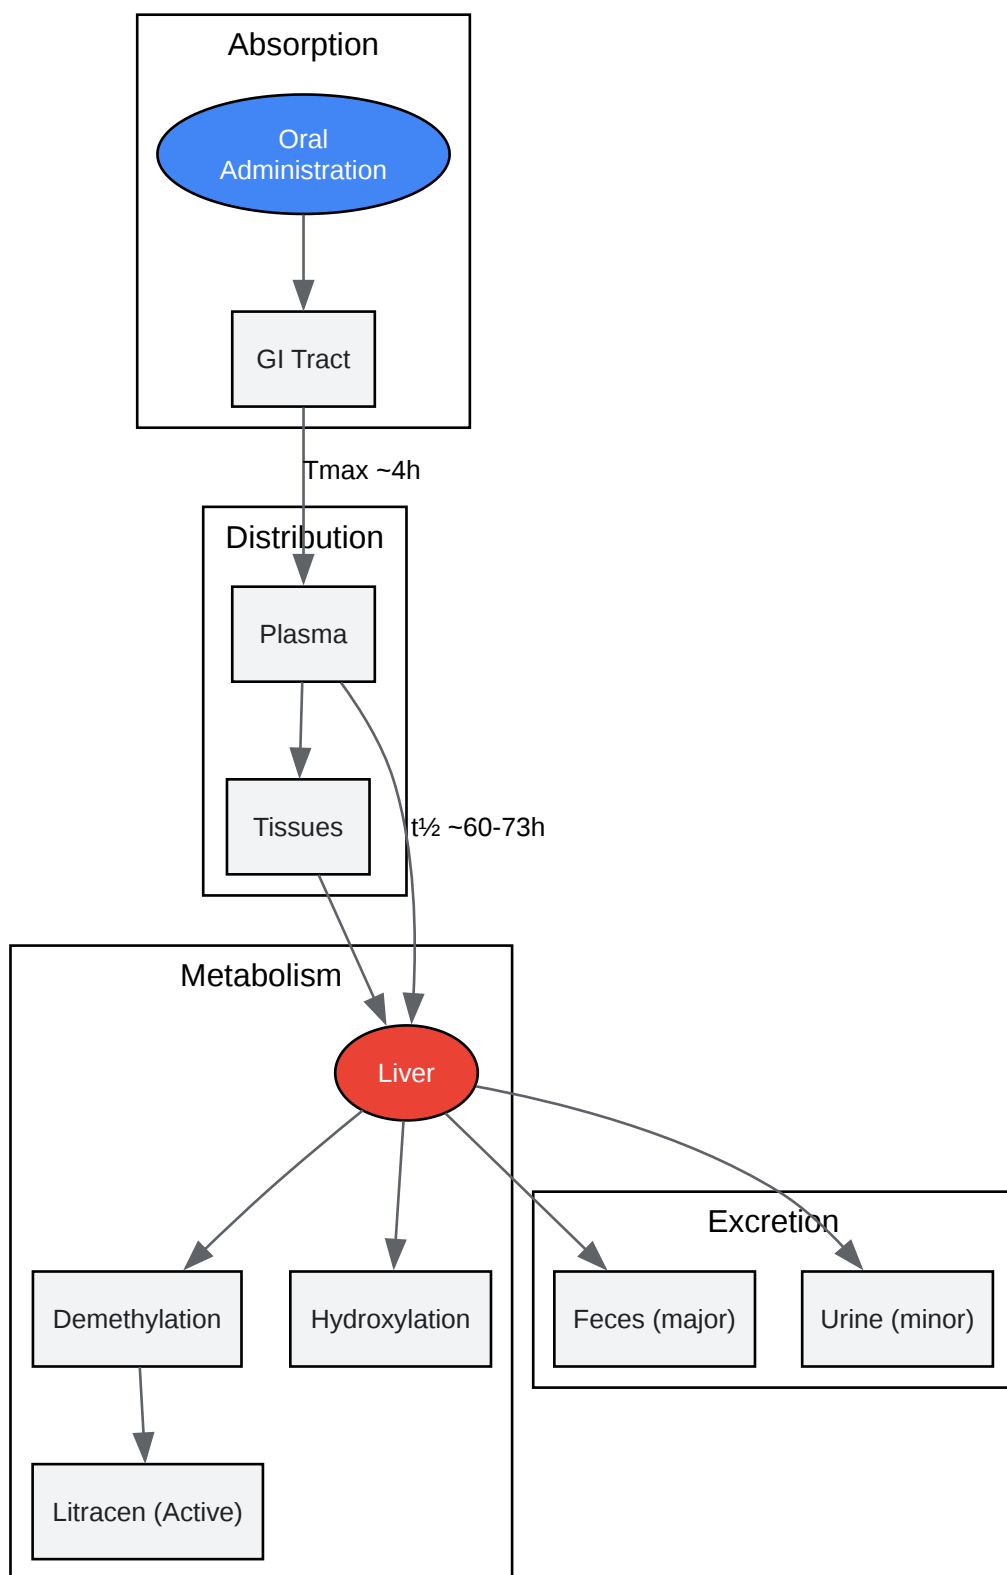 Absorption
Oral
Administration
GI Tract
Tmax ~4h
Distribution
Plasma
Tissues
t½ ~60-73h
Metabolism
Liver
Excretion
Demethylation
Hydroxylation
Feces (major)
Urine (minor)
Litracen (Active)